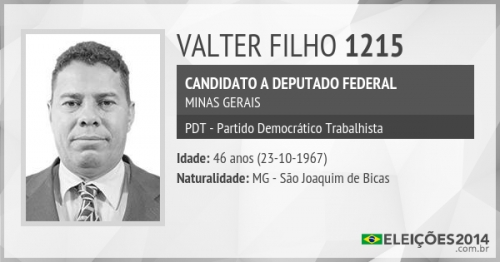 VALTER FILHO 1215
CANDIDATO A DEPUTADO FEDERAL
MINAS GERAIS
PDT - Partido Democrático Trabalhista
Idade: 46 anos (23-10-1967)
Naturalidade: MG - São Joaquim de Bicas
ELEIÇÕES2014
.com.br